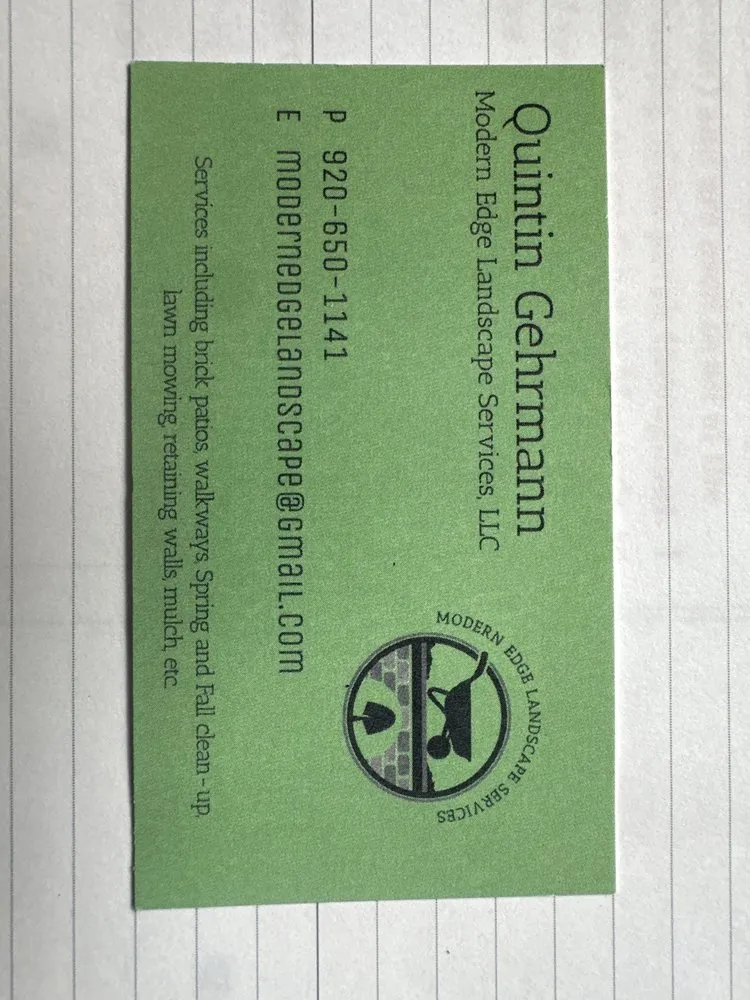 Quintin Gehrmann
Modern Edge Landscape Services, LLC
MODERN EDGE LANDSCAPE SERVICES
P 920-650-1141
E modernedgelandscape@gmail.com
Services including brick patios, walkways, Spring and Fall clean-up,
lawn mowing, retaining walls, mulch, etc.